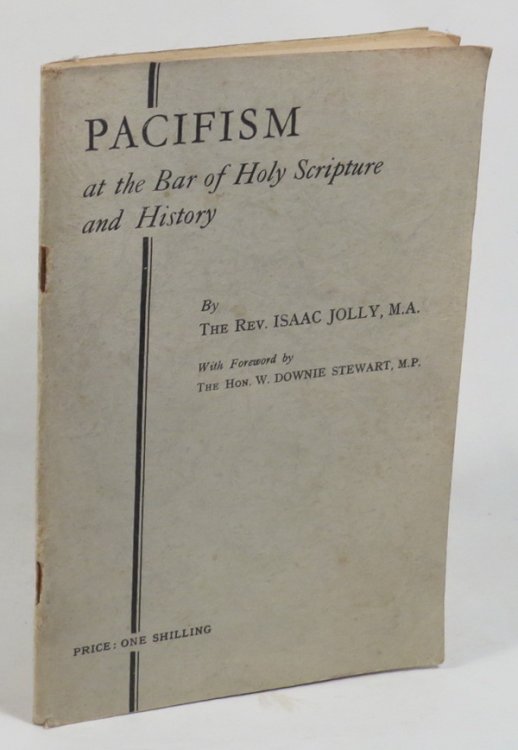 PACIFISM
at the Bar of Holy Scripture
and History
By
THE REV. ISAAC JOLLY, M.A.
With Foreword by
THE HON. W. DOWNIE STEWART, M.P.
PRICE: ONE SHILLING